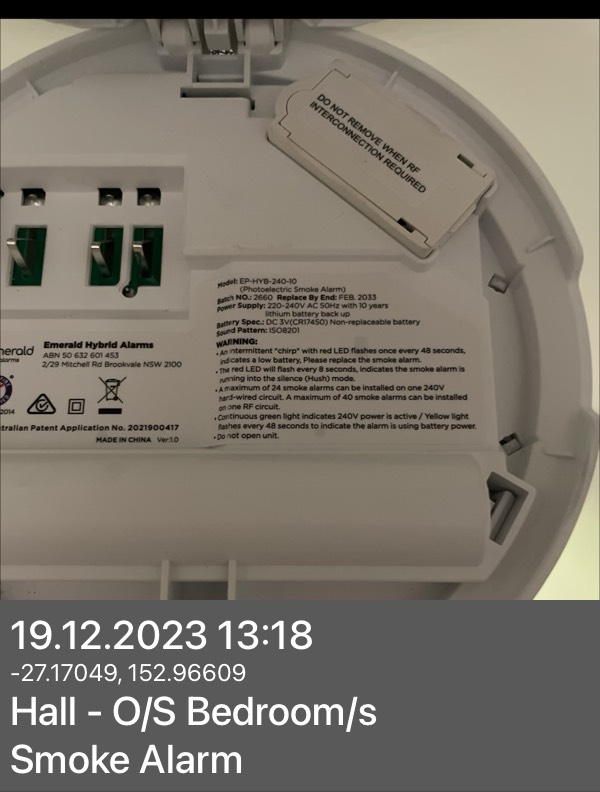 DO NOT REMOVE WHEN RF
INTERCONNECTION REQUIRED
Model: EP-HYB-240-10
(Photoelectric Smoke Alarm)
Batch NO.: 2660 Replace By End: FEB. 2033
Power Supply: 220-240V AC 50Hz with 10 years
lithium battery back up
Battery Spec.: DC 3V(CR17450) Non-replaceable battery
Sound Pattern: ISO8201
WARNING:
• An intermittent "chirp" with red LED flashes once every 48 seconds,
indicates a low battery, Please replace the smoke alarm.
• The red LED will flash every 8 seconds, indicates the smoke alarm is
running into the silence (Hush) mode.
• A maximum of 24 smoke alarms can be installed on one 240V
hard-wired circuit. A maximum of 40 smoke alarms can be installed
on one RF circuit.
• Continuous green light indicates 240V power is active / Yellow light
flashes every 48 seconds to indicate the alarm is using battery power.
• Do not open unit.
nerald
alarms
Emerald Hybrid Alarms
ABN 50 632 601 453
2/29 Mitchell Rd Brookvale NSW 2100
2014
tralian Patent Application No. 2021900417
MADE IN CHINA Ver:1.0
19.12.2023 13:18
-27.17049, 152.96609
Hall - O/S Bedroom/s
Smoke Alarm